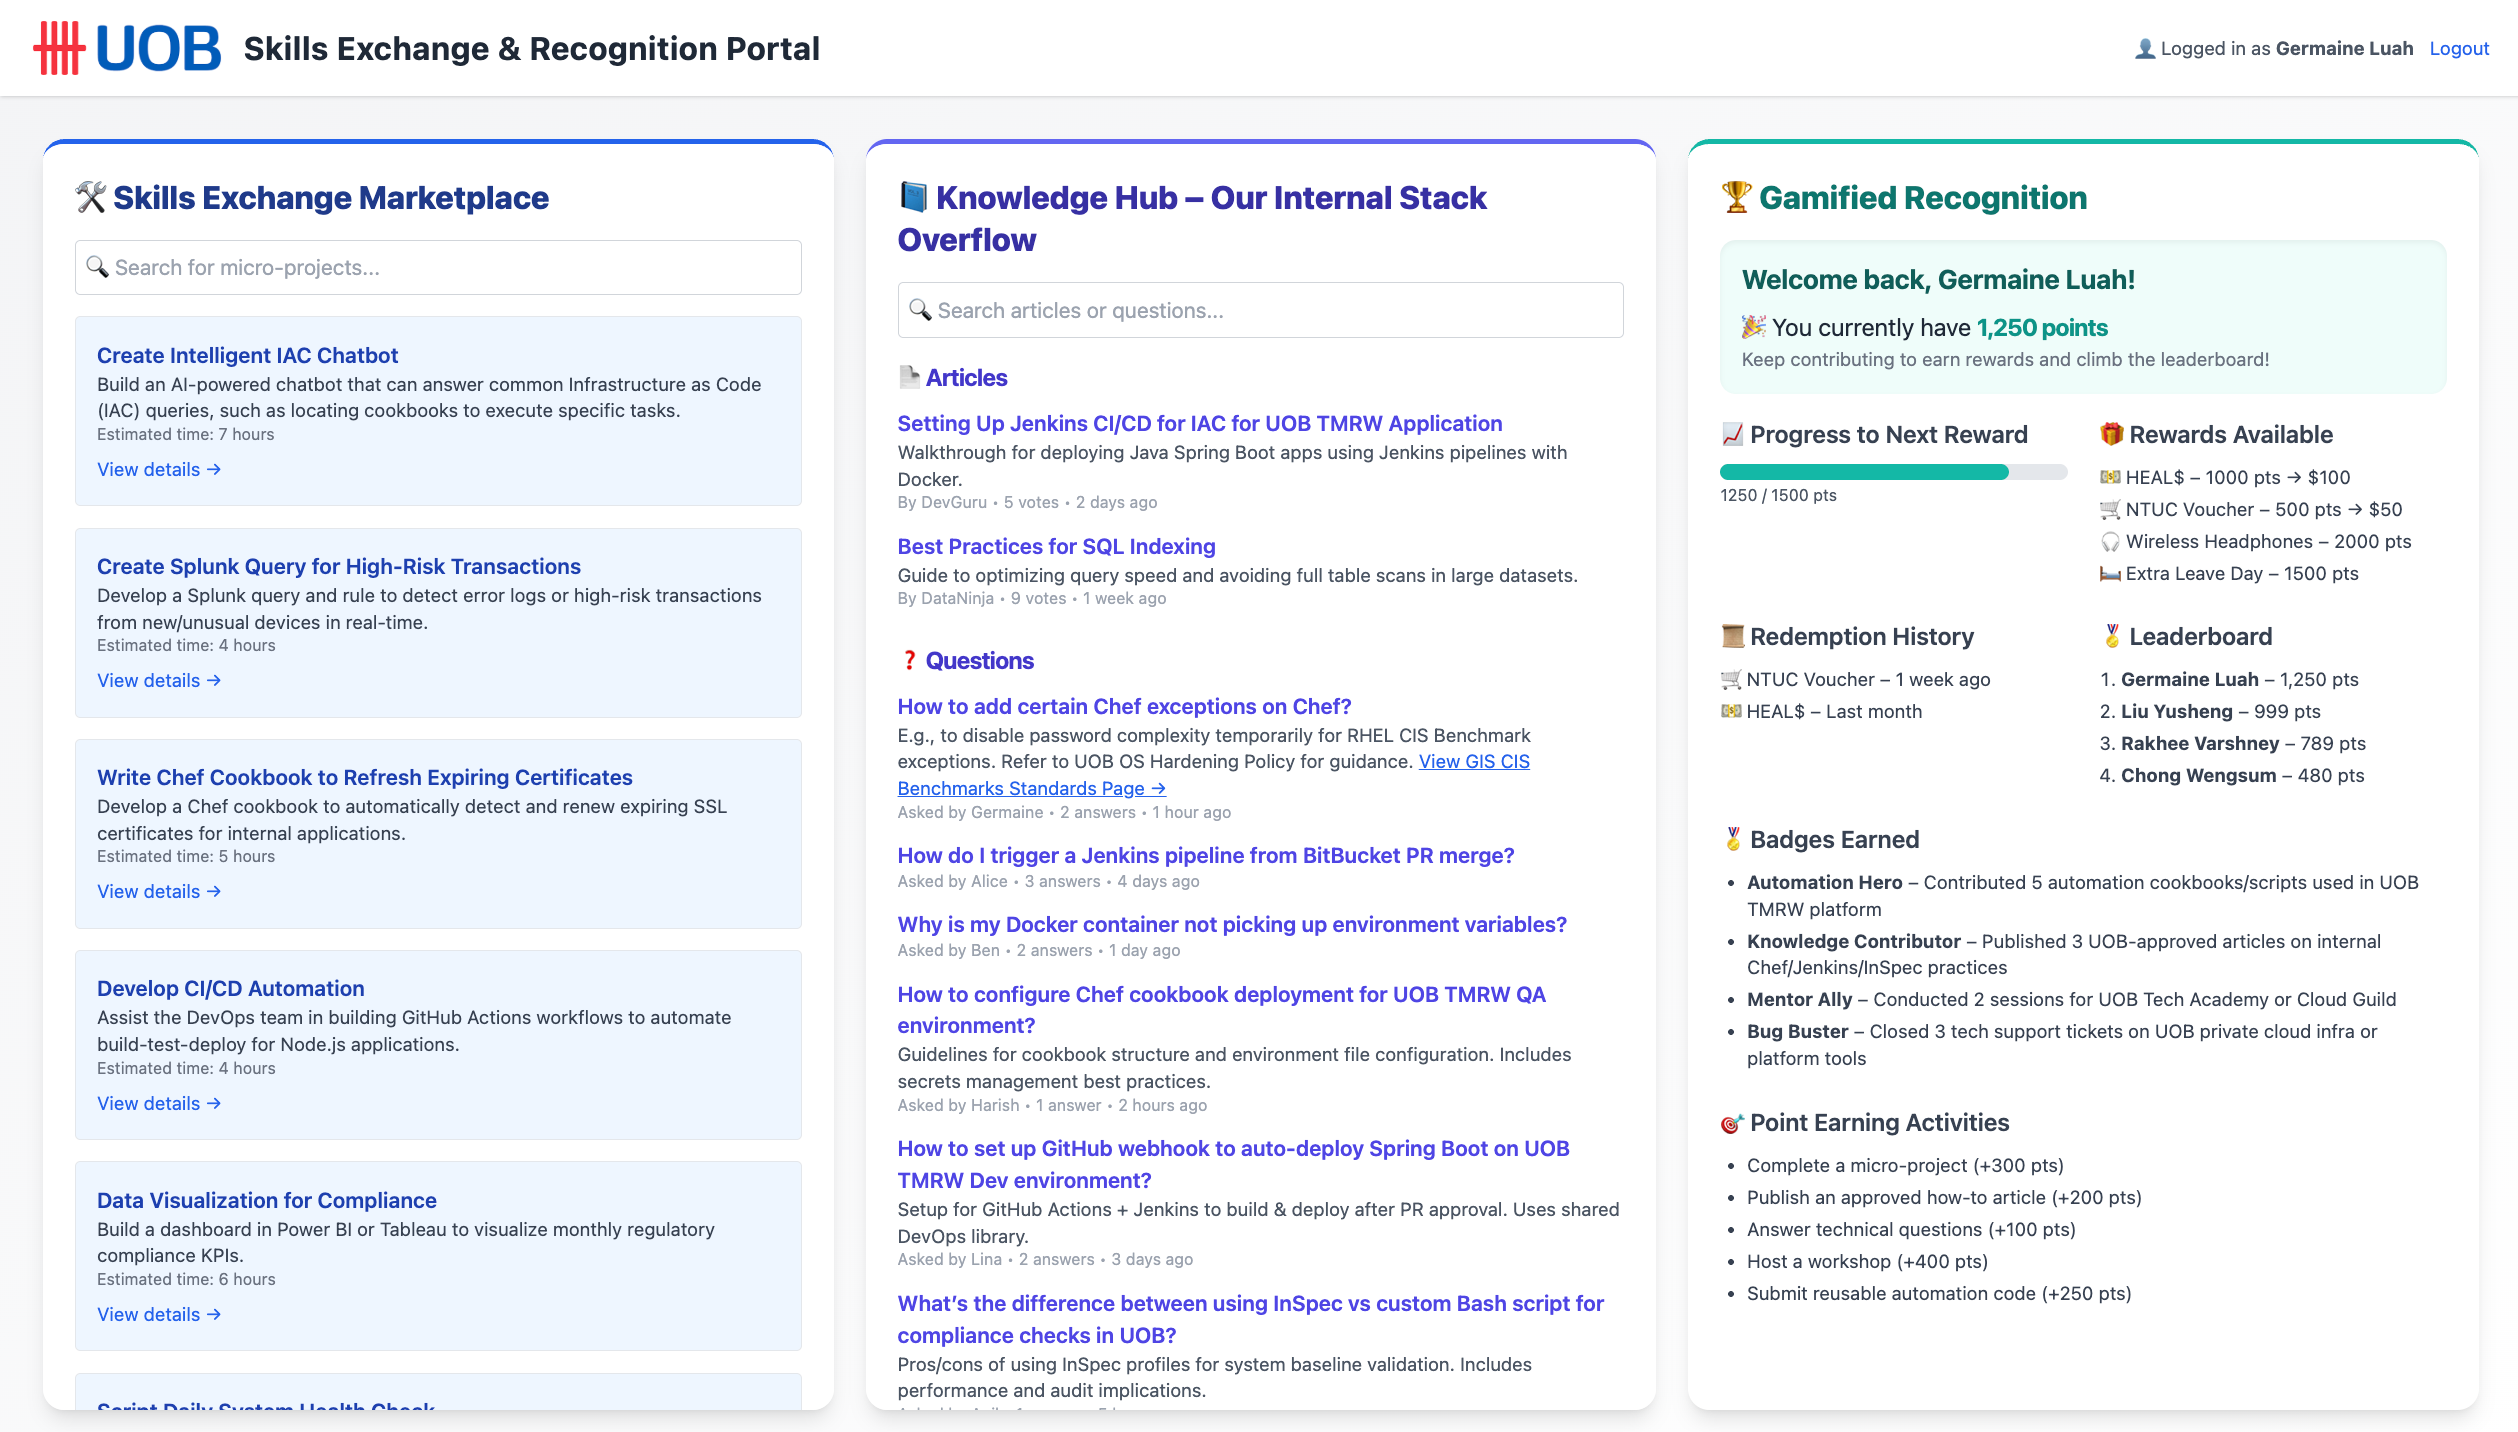 UOB Skills Exchange & Recognition Portal
Logged in as Germaine Luah Logout
Skills Exchange Marketplace
Search for micro-projects...
Create Intelligent IAC Chatbot
Build an AI-powered chatbot that can answer common Infrastructure as Code
(IAC) queries, such as locating cookbooks to execute specific tasks.
Estimated time: 7 hours
View details →
Create Splunk Query for High-Risk Transactions
Develop a Splunk query and rule to detect error logs or high-risk transactions
from new/unusual devices in real-time.
Estimated time: 4 hours
View details →
Write Chef Cookbook to Refresh Expiring Certificates
Develop a Chef cookbook to automatically detect and renew expiring SSL
certificates for internal applications.
Estimated time: 5 hours
View details →
Develop CI/CD Automation
Assist the DevOps team in building GitHub Actions workflows to automate
build-test-deploy for Node.js applications.
Estimated time: 4 hours
View details →
Data Visualization for Compliance
Build a dashboard in Power BI or Tableau to visualize monthly regulatory
compliance KPIs.
Estimated time: 6 hours
View details →
Script Daily System Health Check
Knowledge Hub – Our Internal Stack
Overflow
Search articles or questions...
Articles
Setting Up Jenkins CI/CD for IAC for UOB TMRW Application
Walkthrough for deploying Java Spring Boot apps using Jenkins pipelines with
Docker.
By DevGuru • 5 votes • 2 days ago
Best Practices for SQL Indexing
Guide to optimizing query speed and avoiding full table scans in large datasets.
By DataNinja • 9 votes • 1 week ago
Questions
How to add certain Chef exceptions on Chef?
E.g., to disable password complexity temporarily for RHEL CIS Benchmark
exceptions. Refer to UOB OS Hardening Policy for guidance. View GIS CIS
Benchmarks Standards Page →
Asked by Germaine • 2 answers • 1 hour ago
How do I trigger a Jenkins pipeline from BitBucket PR merge?
Asked by Alice • 3 answers • 4 days ago
Why is my Docker container not picking up environment variables?
Asked by Ben • 2 answers • 1 day ago
How to configure Chef cookbook deployment for UOB TMRW QA
environment?
Guidelines for cookbook structure and environment file configuration. Includes
secrets management best practices.
Asked by Harish • 1 answer • 2 hours ago
How to set up GitHub webhook to auto-deploy Spring Boot on UOB
TMRW Dev environment?
Setup for GitHub Actions + Jenkins to build & deploy after PR approval. Uses shared
DevOps library.
Asked by Lina • 2 answers • 3 days ago
What's the difference between using InSpec vs custom Bash script for
compliance checks in UOB?
Pros/cons of using InSpec profiles for system baseline validation. Includes
performance and audit implications.
Gamified Recognition
Welcome back, Germaine Luah!
You currently have 1,250 points
Keep contributing to earn rewards and climb the leaderboard!
Progress to Next Reward
1250 / 1500 pts
Rewards Available
HEAL$ – 1000 pts → $100
NTUC Voucher – 500 pts → $50
Wireless Headphones – 2000 pts
Extra Leave Day – 1500 pts
Redemption History
NTUC Voucher – 1 week ago
HEAL$ – Last month
Leaderboard
1. Germaine Luah – 1,250 pts
2. Liu Yusheng – 999 pts
3. Rakhee Varshney – 789 pts
4. Chong Wengsum – 480 pts
Badges Earned
• Automation Hero – Contributed 5 automation cookbooks/scripts used in UOB
TMRW platform
• Knowledge Contributor – Published 3 UOB-approved articles on internal
Chef/Jenkins/InSpec practices
• Mentor Ally – Conducted 2 sessions for UOB Tech Academy or Cloud Guild
• Bug Buster – Closed 3 tech support tickets on UOB private cloud infra or
platform tools
Point Earning Activities
• Complete a micro-project (+300 pts)
• Publish an approved how-to article (+200 pts)
• Answer technical questions (+100 pts)
• Host a workshop (+400 pts)
• Submit reusable automation code (+250 pts)